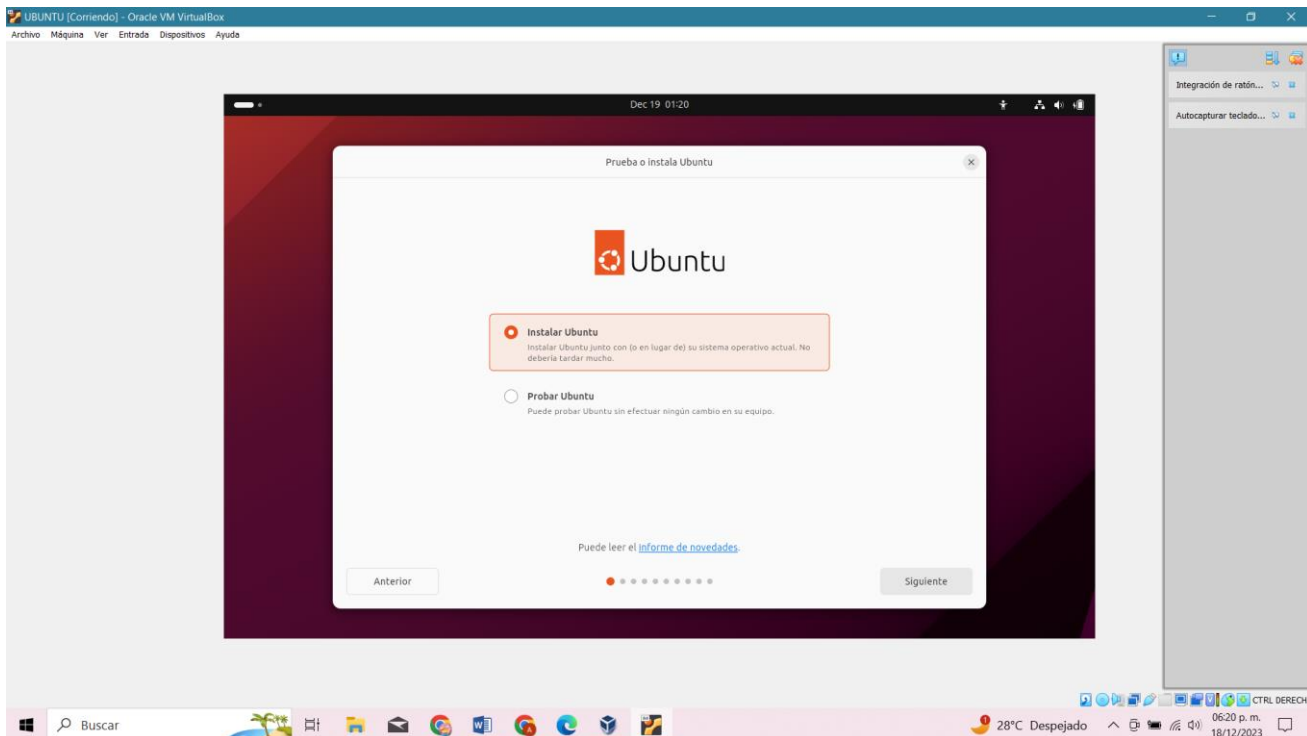 UBUNTU [Corriendo] - Oracle VM VirtualBox
Archivo Máquina Ver Entrada Dispositivos Ayuda
Integración de ratón...
Autocapturar teclado...
Dec 19 01:20
Prueba o instala Ubuntu
Ubuntu
Instalar Ubuntu
Instalar Ubuntu junto con (o en lugar de) su sistema operativo actual. No
debería tardar mucho.
Probar Ubuntu
Puede probar Ubuntu sin efectuar ningún cambio en su equipo.
Puede leer el informe de novedades.
Anterior
Siguiente
CTRL DERECH
Buscar
28°C Despejado
06:20 p. m.
18/12/2023